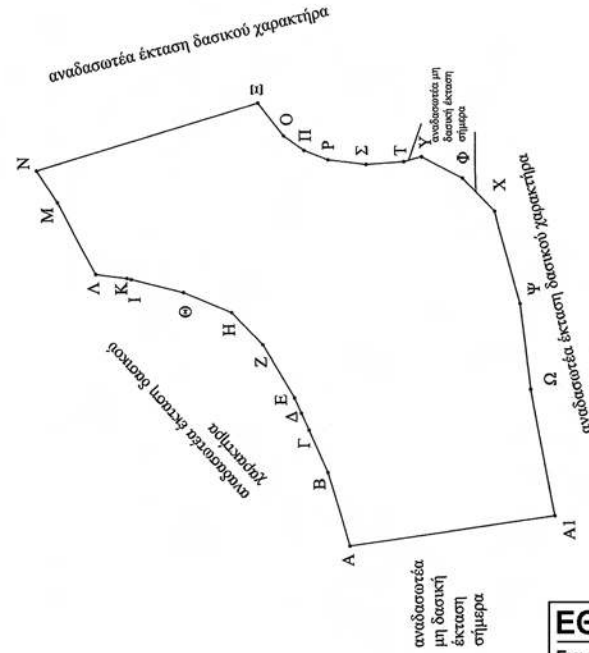 αναδασωτέα έκταση δασικού χαρακτήρα
Ν
Μ
Ξ
Ο
Π
Ρ
Σ
Τ
Υ
αναδασωτέα μη
δασική έκταση
σήμερα
Φ
Χ
Λ
Κ
Ι
Θ
Η
Ζ
Ε
Δ
Γ
Β
Α
αναδασωτέα έκταση δασικού
χαρακτήρα
Ψ
Ω
Α1
αναδασωτέα έκταση δασικού χαρακτήρα
αναδασωτέα
μη δασική
έκταση
σήμερα